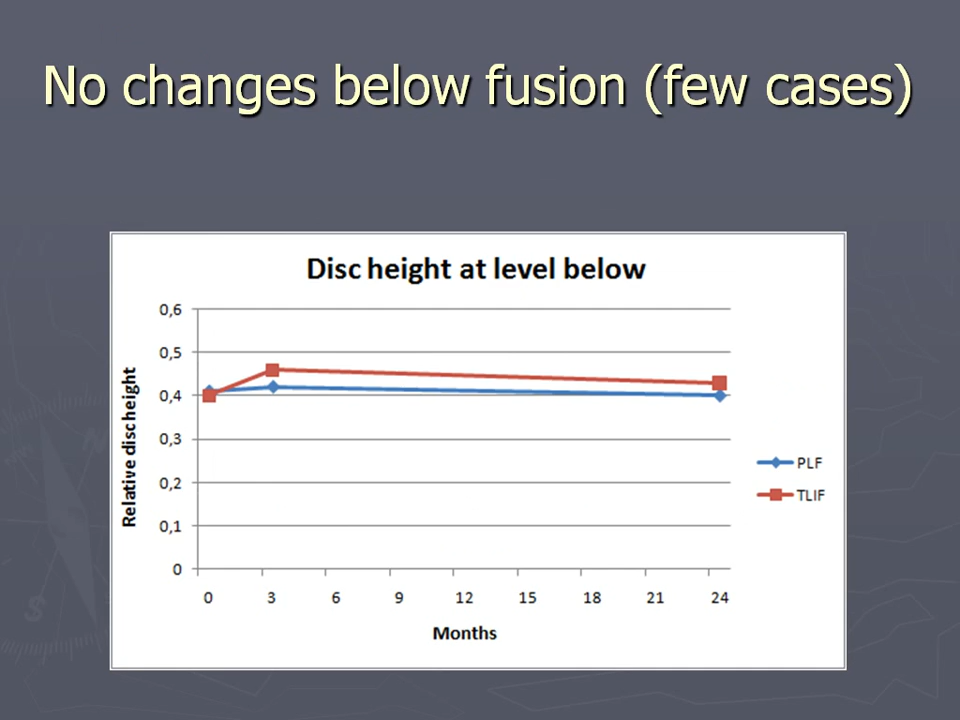 No changes below fusion (few cases)
Disc height at level below
0,6
0,5
0,4
0,3
0,2
0,1
0
Relative disc height
0 3 6 9 12 15 18 21 24
Months
PLF
TLIF
N
S